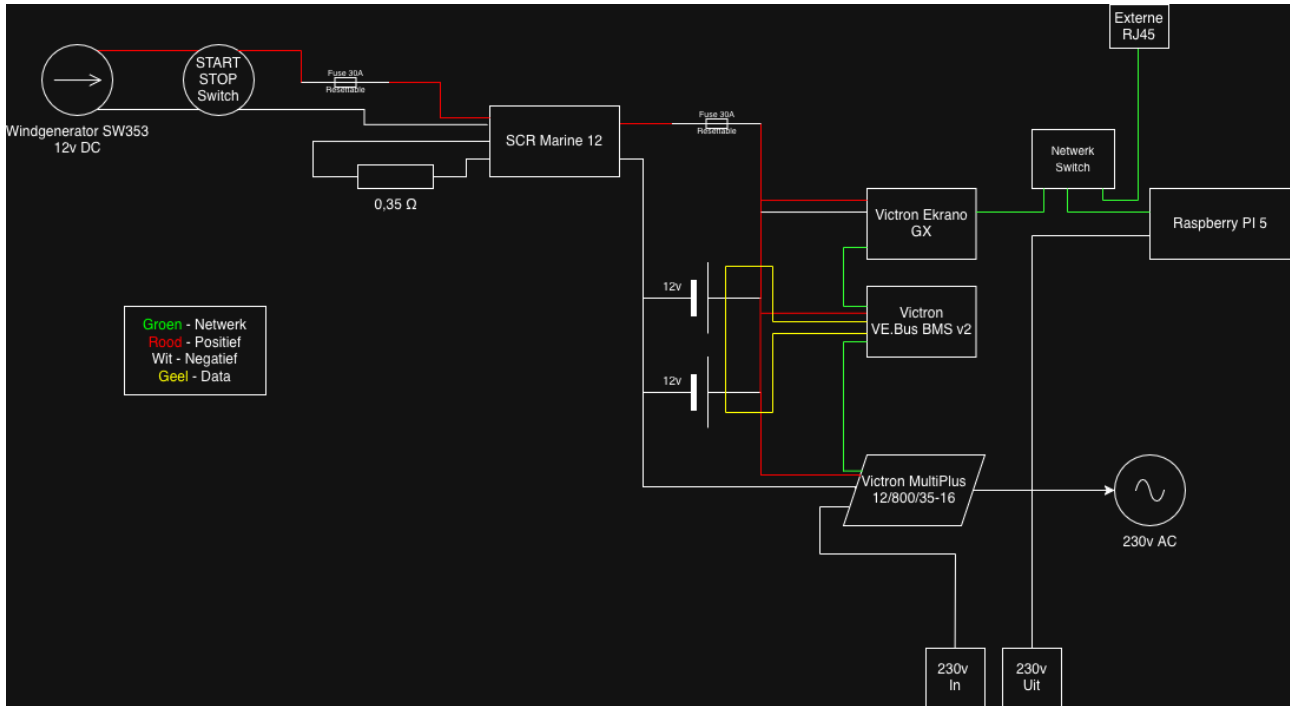 Externe
RJ45
START
STOP
Switch
Fuse 30A
Resettable
Windgenerator SW353
12v DC
SCR Marine 12
Fuse 30A
Resettable
Netwerk
Switch
0,35 Ω
Victron Ekrano
GX
Raspberry PI 5
12v
Victron
VE.Bus BMS v2
Groen - Netwerk
Rood - Positief
Wit - Negatief
Geel - Data
12v
Victron MultiPlus
12/800/35-16
230v AC
230v
In
230v
Uit